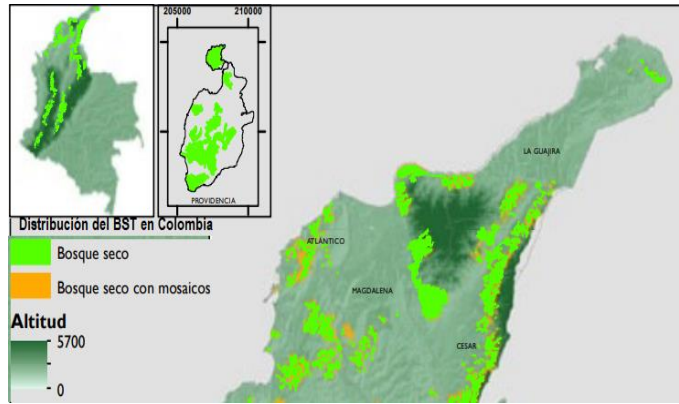 205000 210000
PROVIDENCIA
Distribución del BST en Colombia
Bosque seco
Bosque seco con mosaicos
Altitud
5700
0
LA GUAJIRA
ATLÁNTICO
MAGDALENA
CESAR